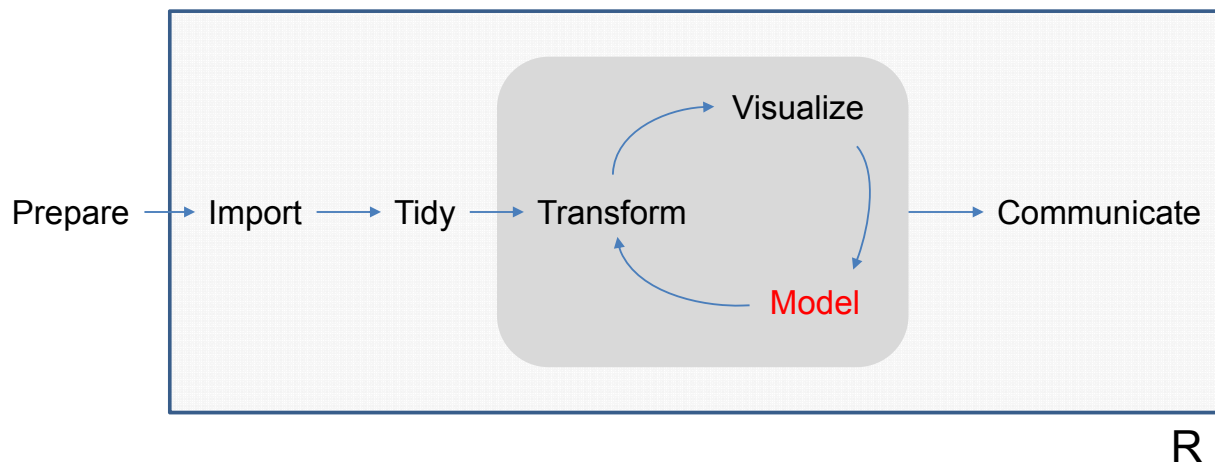 Visualize
Prepare
Import
Tidy
Transform
Communicate
Model
R